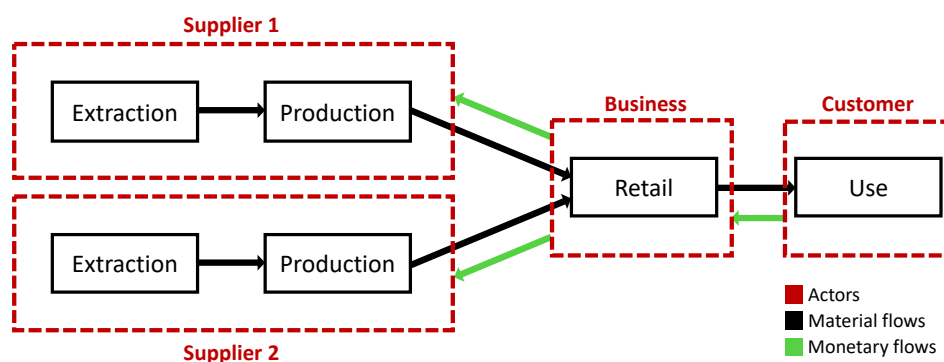 Supplier 1
Extraction
Production
Business
Customer
Retail
Use
Extraction
Production
Supplier 2
Actors
Material flows
Monetary flows